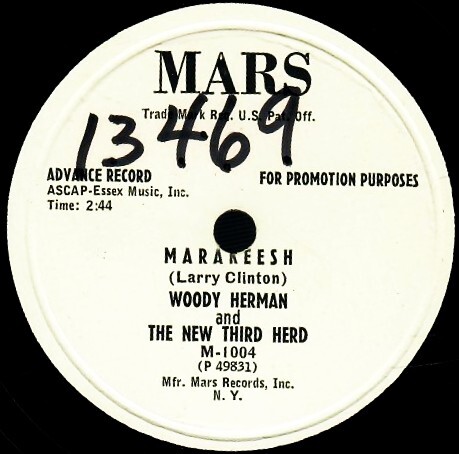 MARS
Trade Mark Reg. U.S. Pat. Off.
13469
ADVANCE RECORD
FOR PROMOTION PURPOSES
ASCAP-Essex Music, Inc.
Time: 2:44
MARAKEESH
(Larry Clinton)
WOODY HERMAN
and
THE NEW THIRD HERD
M-1004
(P 49831)
Mfr. Mars Records, Inc.
N. Y.